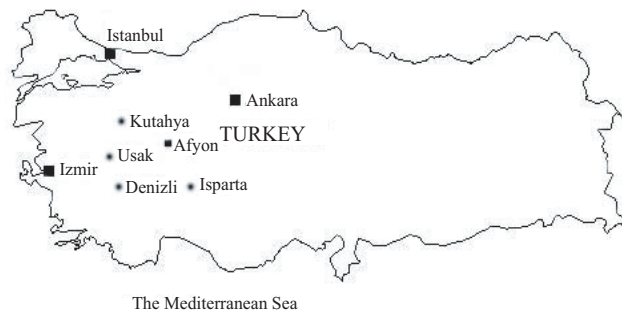 Istanbul
Ankara
Kutahya
TURKEY
Afyon
Usak
Izmir
Denizli
Isparta
The Mediterranean Sea